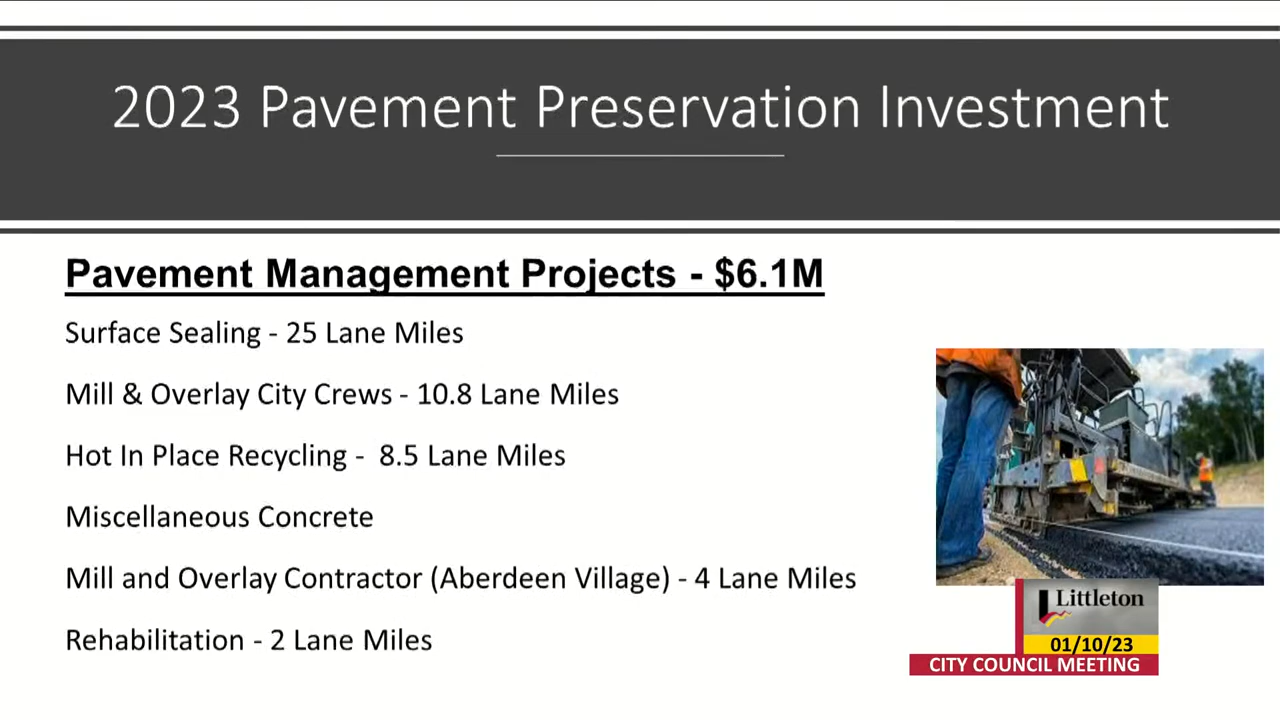 2023 Pavement Preservation Investment
Pavement Management Projects - $6.1M
Surface Sealing - 25 Lane Miles
Mill & Overlay City Crews - 10.8 Lane Miles
Hot In Place Recycling - 8.5 Lane Miles
Miscellaneous Concrete
Mill and Overlay Contractor (Aberdeen Village) - 4 Lane Miles
Rehabilitation - 2 Lane Miles
Littleton
01/10/23
CITY COUNCIL MEETING